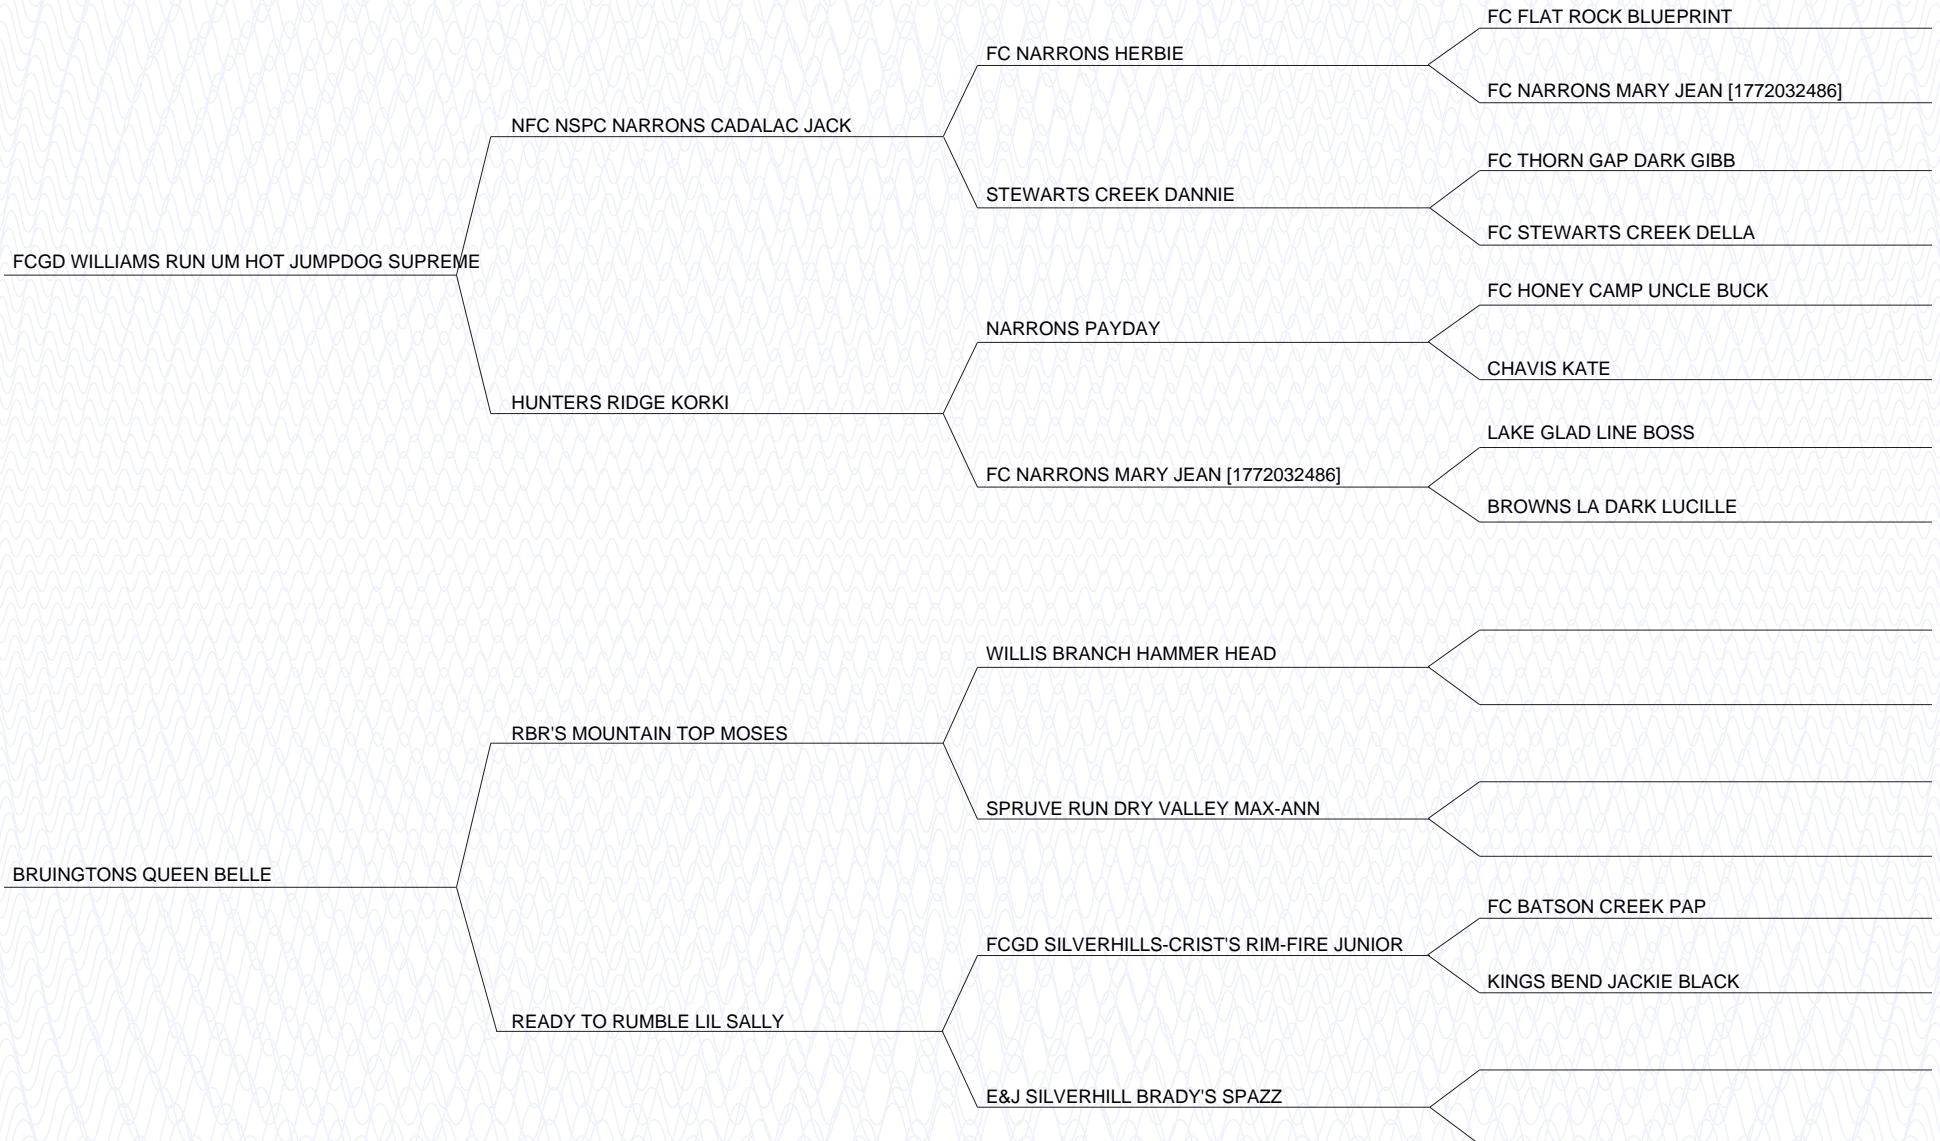 FC FLAT ROCK BLUEPRINT
FC NARRONS HERBIE
FC NARRONS MARY JEAN [1772032486]
NFC NSPC NARRONS CADALAC JACK
FC THORN GAP DARK GIBB
STEWARTS CREEK DANNIE
FC STEWARTS CREEK DELLA
FCGD WILLIAMS RUN UM HOT JUMPDOG SUPREME
FC HONEY CAMP UNCLE BUCK
NARRONS PAYDAY
CHAVIS KATE
HUNTERS RIDGE KORKI
LAKE GLAD LINE BOSS
FC NARRONS MARY JEAN [1772032486]
BROWNS LA DARK LUCILLE
WILLIS BRANCH HAMMER HEAD
RBR'S MOUNTAIN TOP MOSES
SPRUVE RUN DRY VALLEY MAX-ANN
BRUINGTONS QUEEN BELLE
FC BATSON CREEK PAP
FCGD SILVERHILLS-CRIST'S RIM-FIRE JUNIOR
KINGS BEND JACKIE BLACK
READY TO RUMBLE LIL SALLY
E&J SILVERHILL BRADY'S SPAZZ